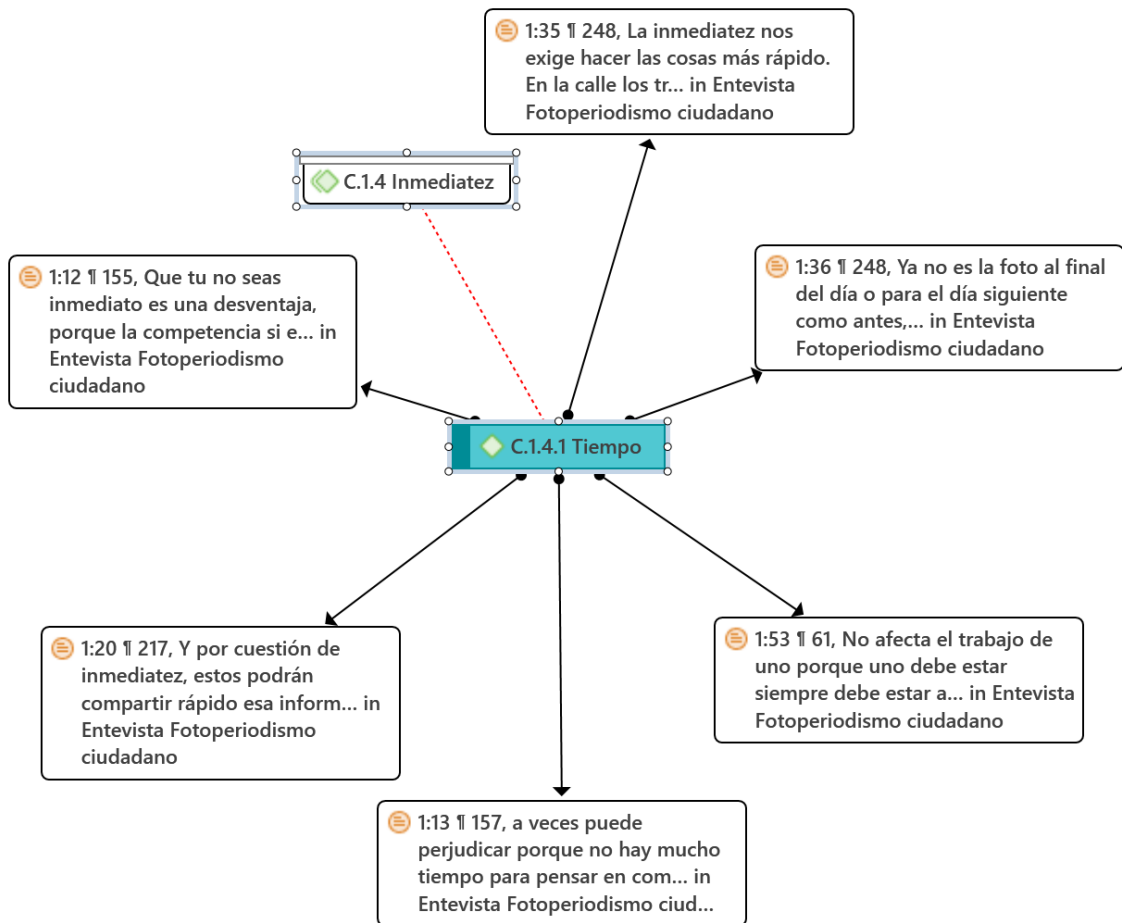 1:35 ¶ 248, La inmediatez nos
exige hacer las cosas más rápido.
En la calle los tr... in Entevista
Fotoperiodismo ciudadano
C.1.4 Inmediatez
1:12 ¶ 155, Que tu no seas
inmediato es una desventaja,
porque la competencia si e... in
Entevista Fotoperiodismo
ciudadano
1:36 ¶ 248, Ya no es la foto al final
del día o para el día siguiente
como antes,... in Entevista
Fotoperiodismo ciudadano
C.1.4.1 Tiempo
1:20 ¶ 217, Y por cuestión de
inmediatez, estos podrán
compartir rápido esa inform... in
Entevista Fotoperiodismo
ciudadano
1:53 ¶ 61, No afecta el trabajo de
uno porque uno debe estar
siempre debe estar a... in Entevista
Fotoperiodismo ciudadano
1:13 ¶ 157, a veces puede
perjudicar porque no hay mucho
tiempo para pensar en com... in
Entevista Fotoperiodismo ciud...